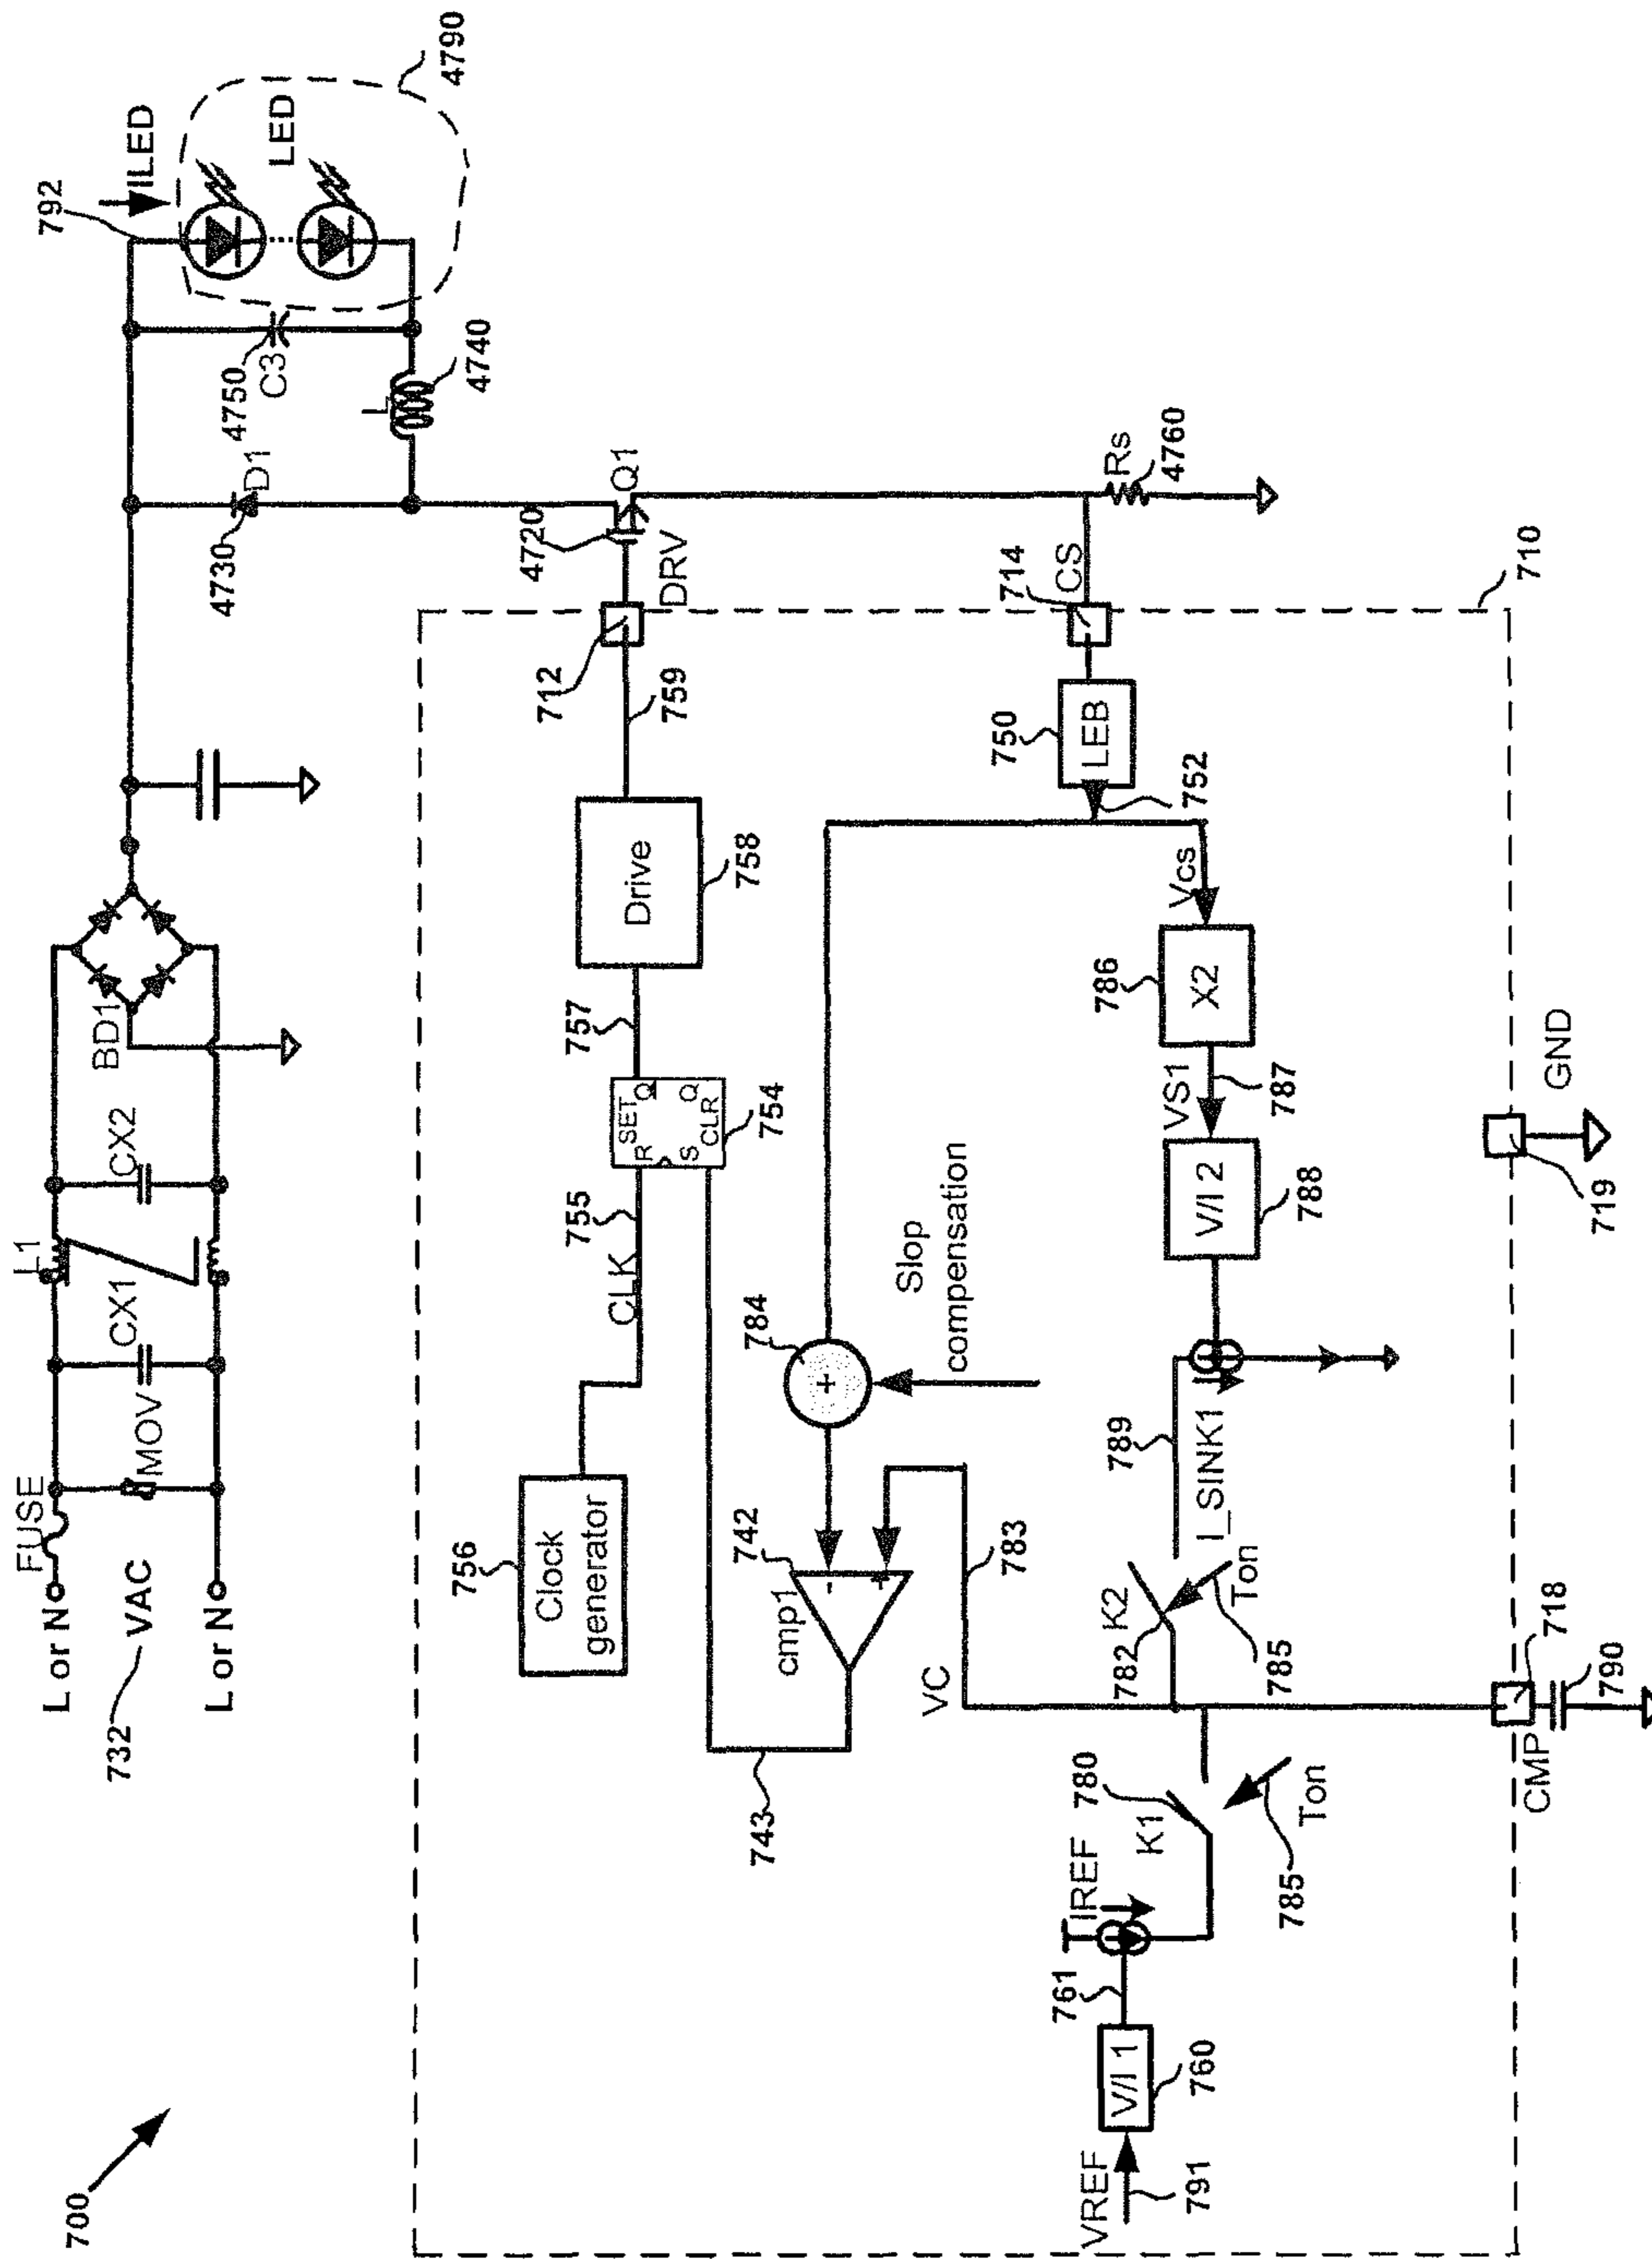 700
732
L or N
VAC
L or N
FUSE
MOV
CX1
L1
CX2
BD1
4730
D1
4750
C3
L
4740
792
ILED
LED
4790
756
Clock
generator
CLK
755
R
SET
Q
S
CLR
Q
754
757
Drive
758
759
712
DRV
4720
Q1
743
cmp1
742
-
+
784
+
Slop
compensation
783
VC
750
LEB
752
714
CS
Rs
4760
Vcs
786
X2
VS1
787
V/I 2
788
789
I_SINK1
K2
782
Ton
785
VREF
791
V/I 1
760
761
IREF
K1
780
785
Ton
CMP
718
790
719
GND
710